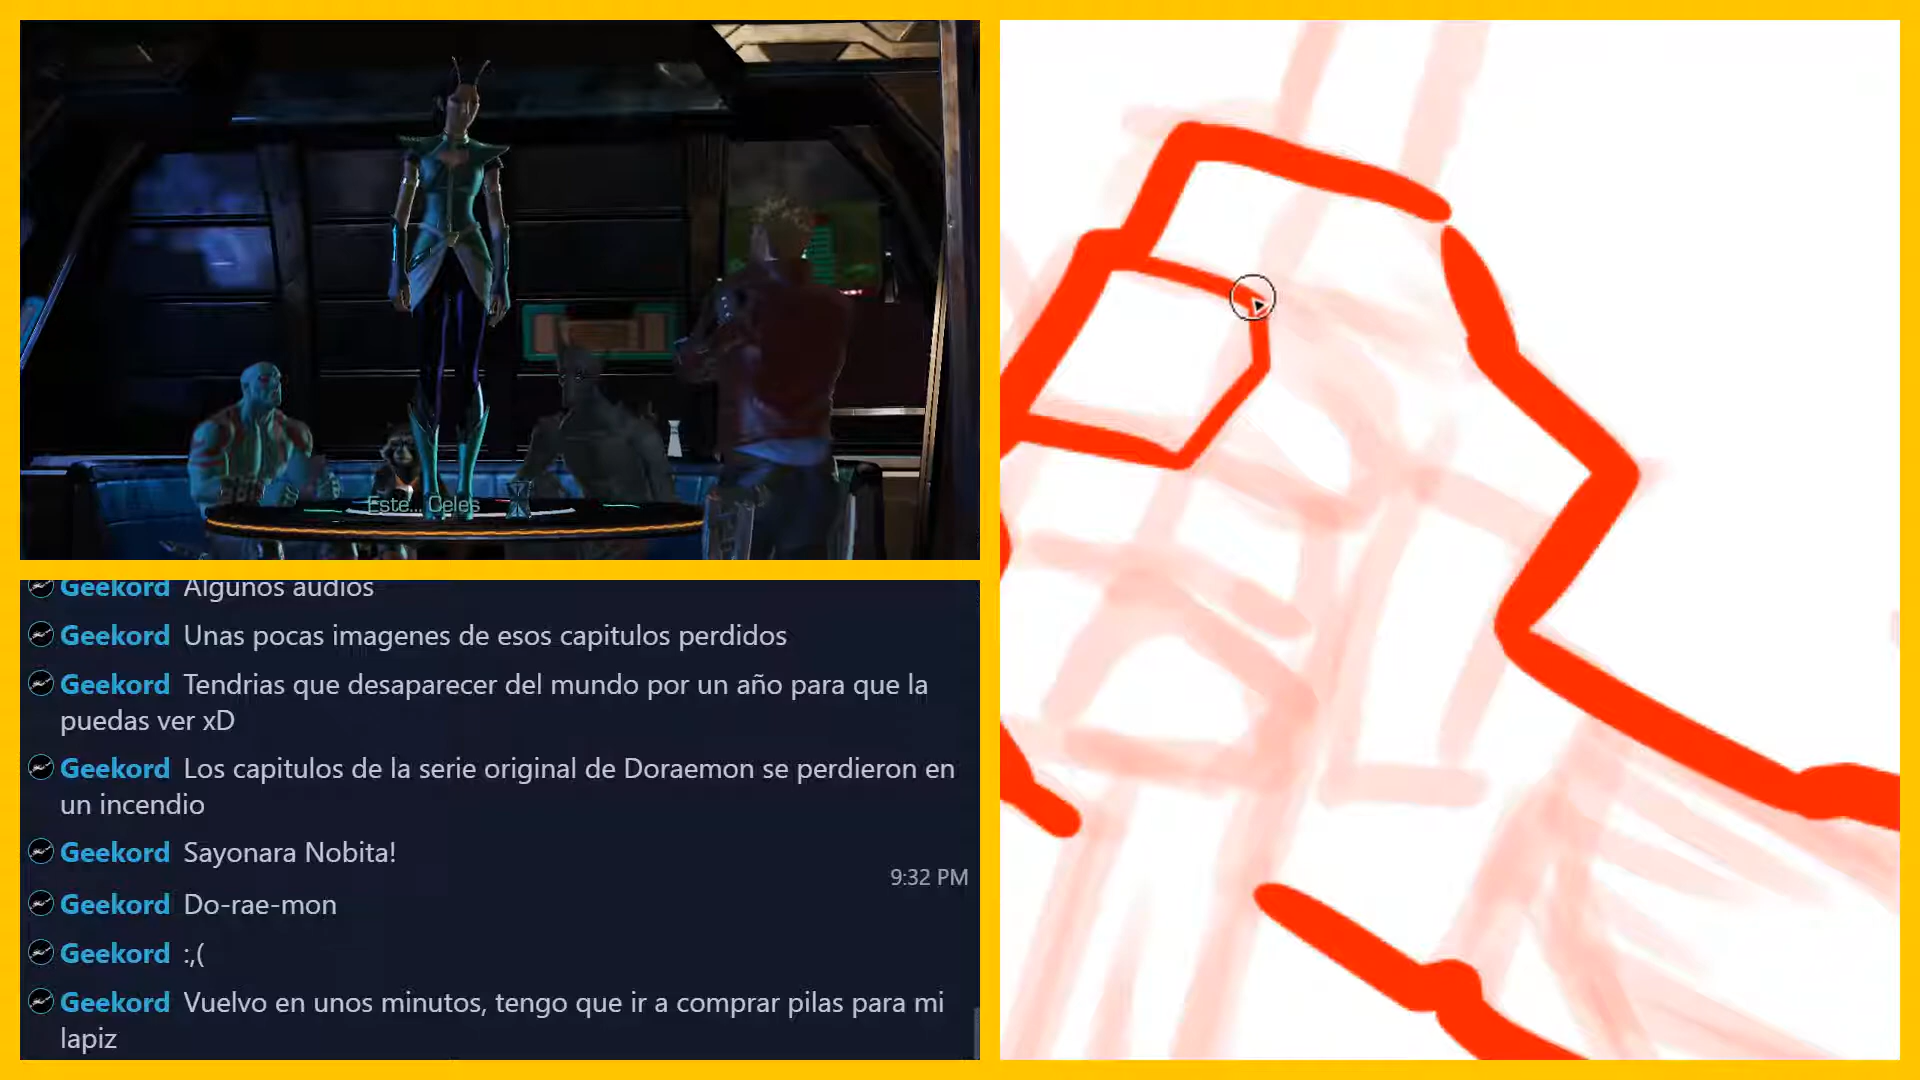 Este... Celes
Geekord Algunos audios
Geekord Unas pocas imagenes de esos capitulos perdidos
Geekord Tendrias que desaparecer del mundo por un año para que la
puedas ver xD
Geekord Los capitulos de la serie original de Doraemon se perdieron en
un incendio
Geekord Sayonara Nobita!
9:32 PM
Geekord Do-rae-mon
Geekord :,(
Geekord Vuelvo en unos minutos, tengo que ir a comprar pilas para mi
lapiz